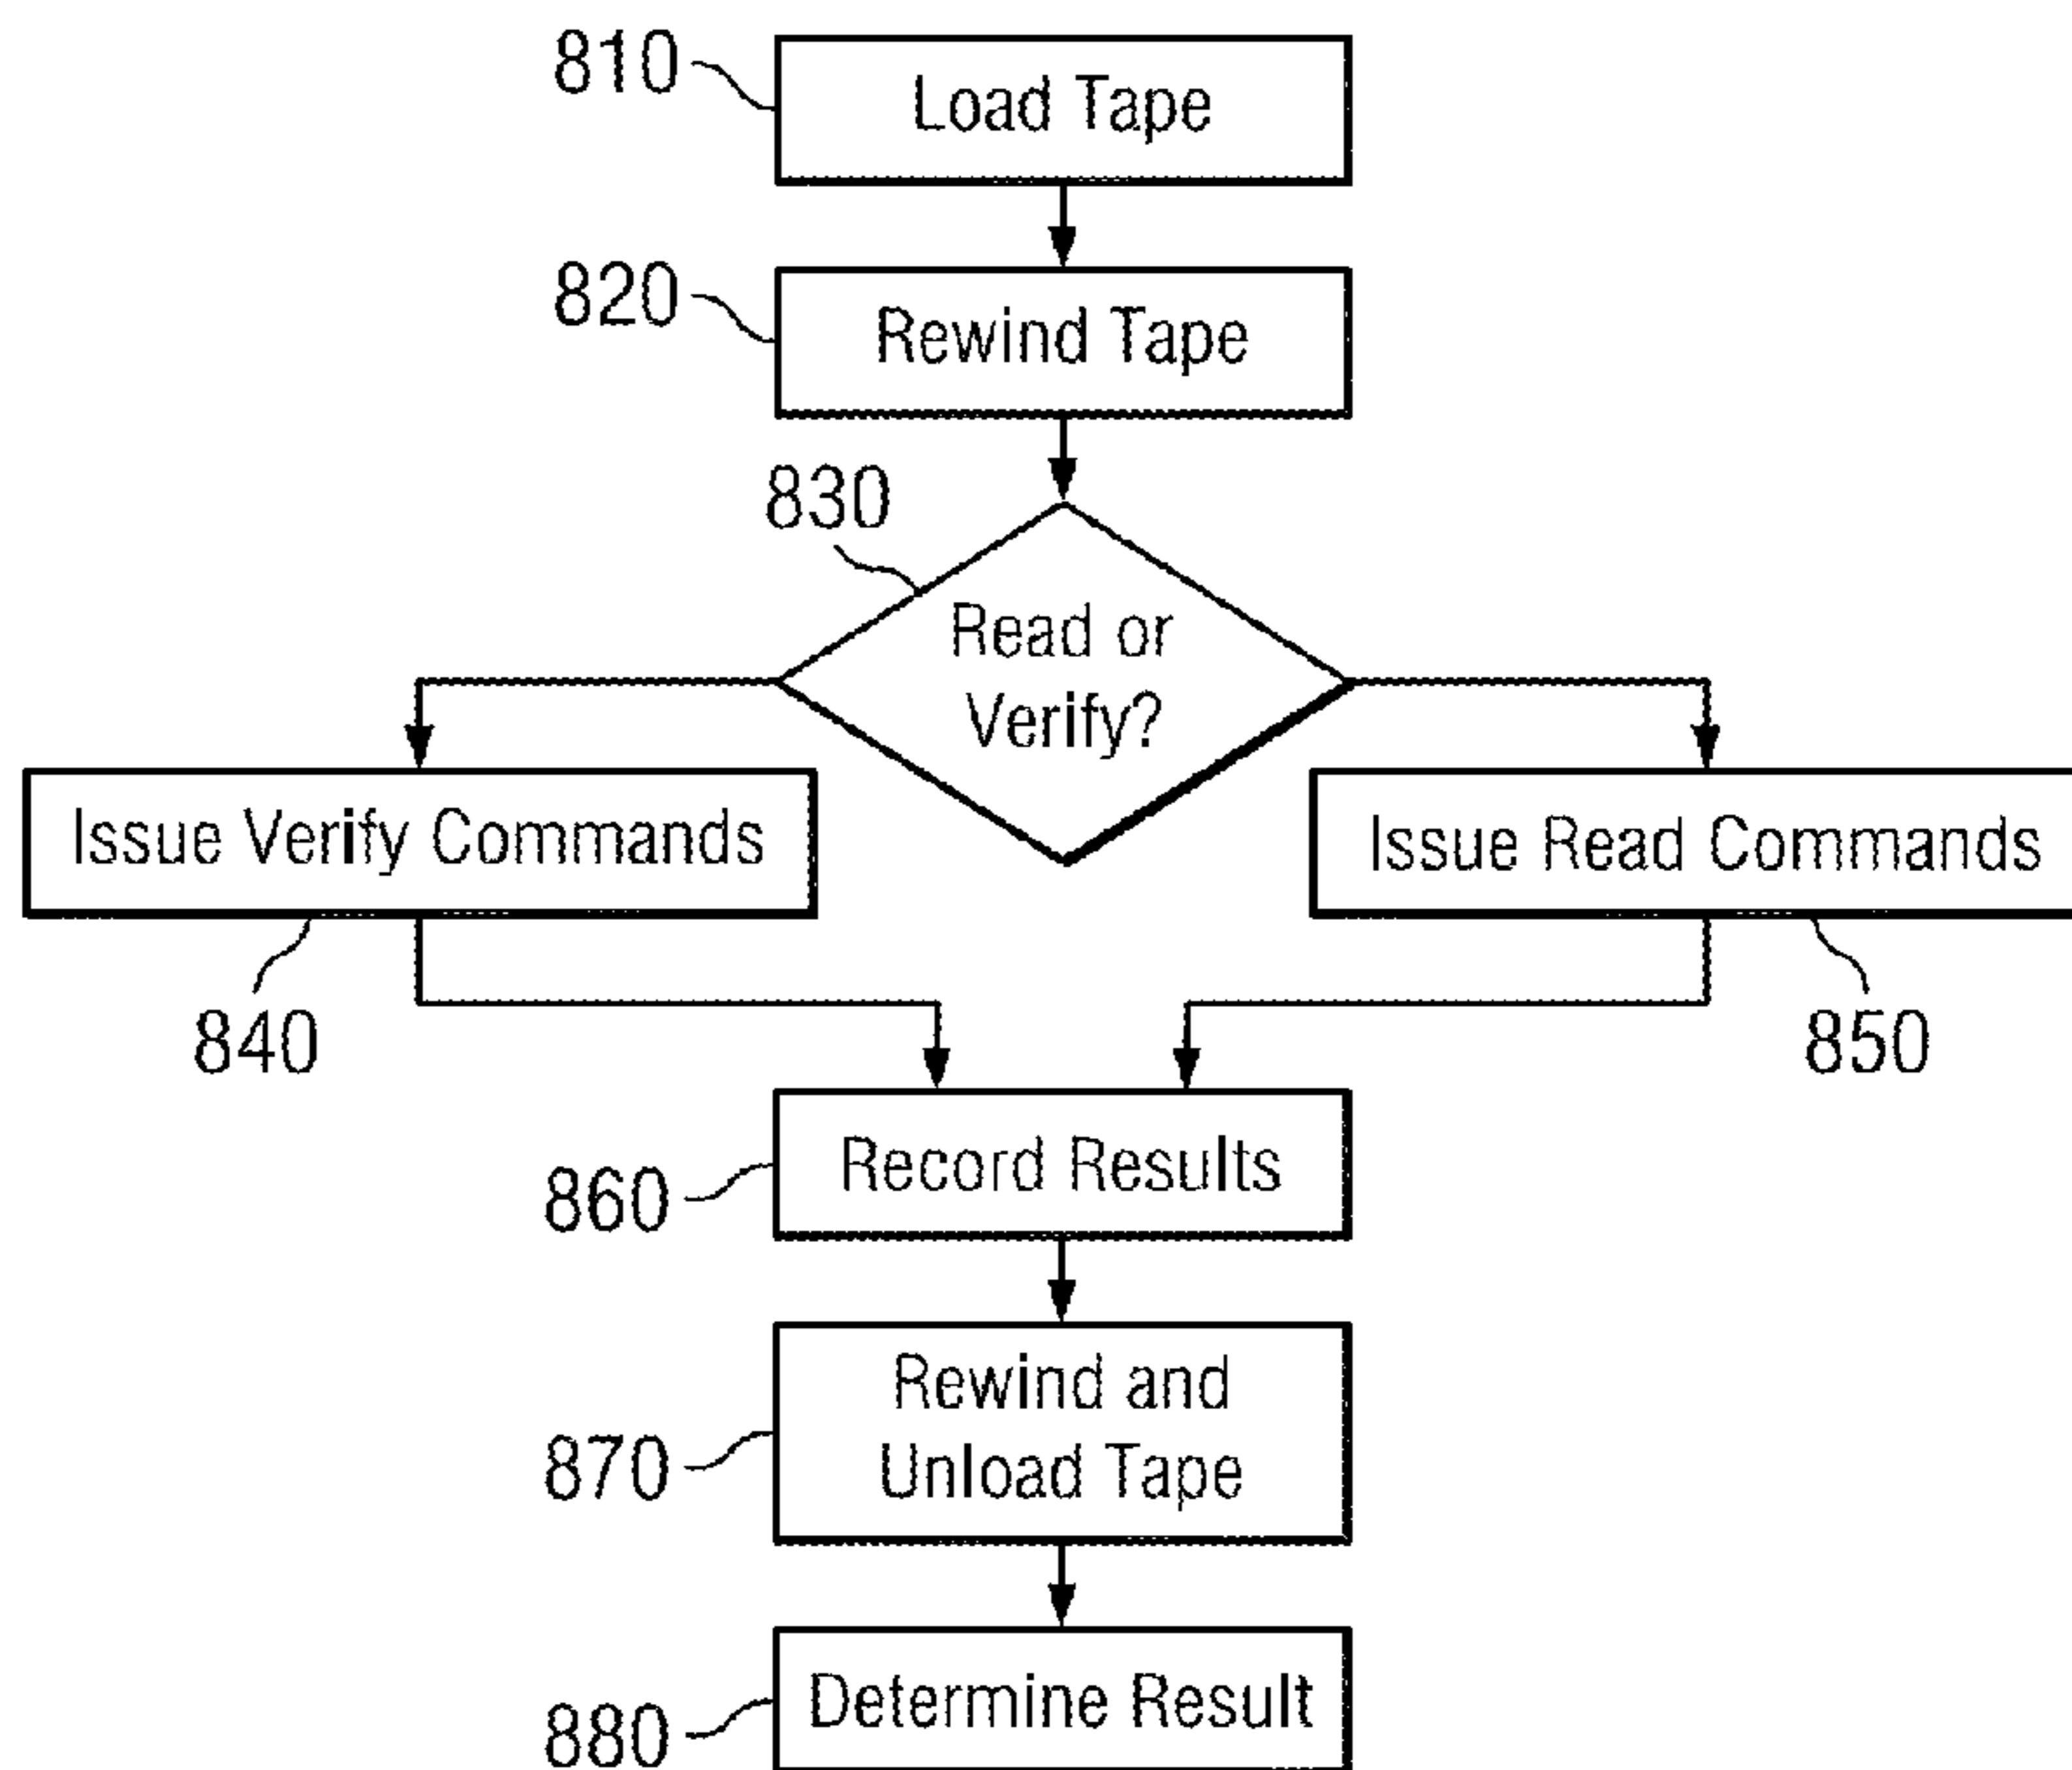 810
Load Tape
820
Rewind Tape
830
Read or
Verify?
Issue Verify Commands
Issue Read Commands
840
850
860
Record Results
870
Rewind and
Unload Tape
880
Determine Result